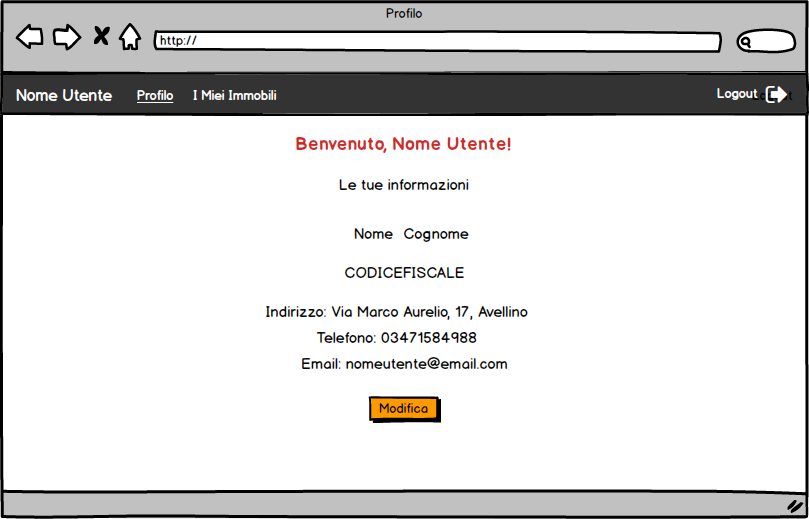 Profilo
http://
Nome Utente Profilo I Miei Immobili Logout
Benvenuto, Nome Utente!
Le tue informazioni
Nome Cognome
CODICEFISCALE
Indirizzo: Via Marco Aurelio, 17, Avellino
Telefono: 03471584988
Email: nomeutente@email.com
Modifica